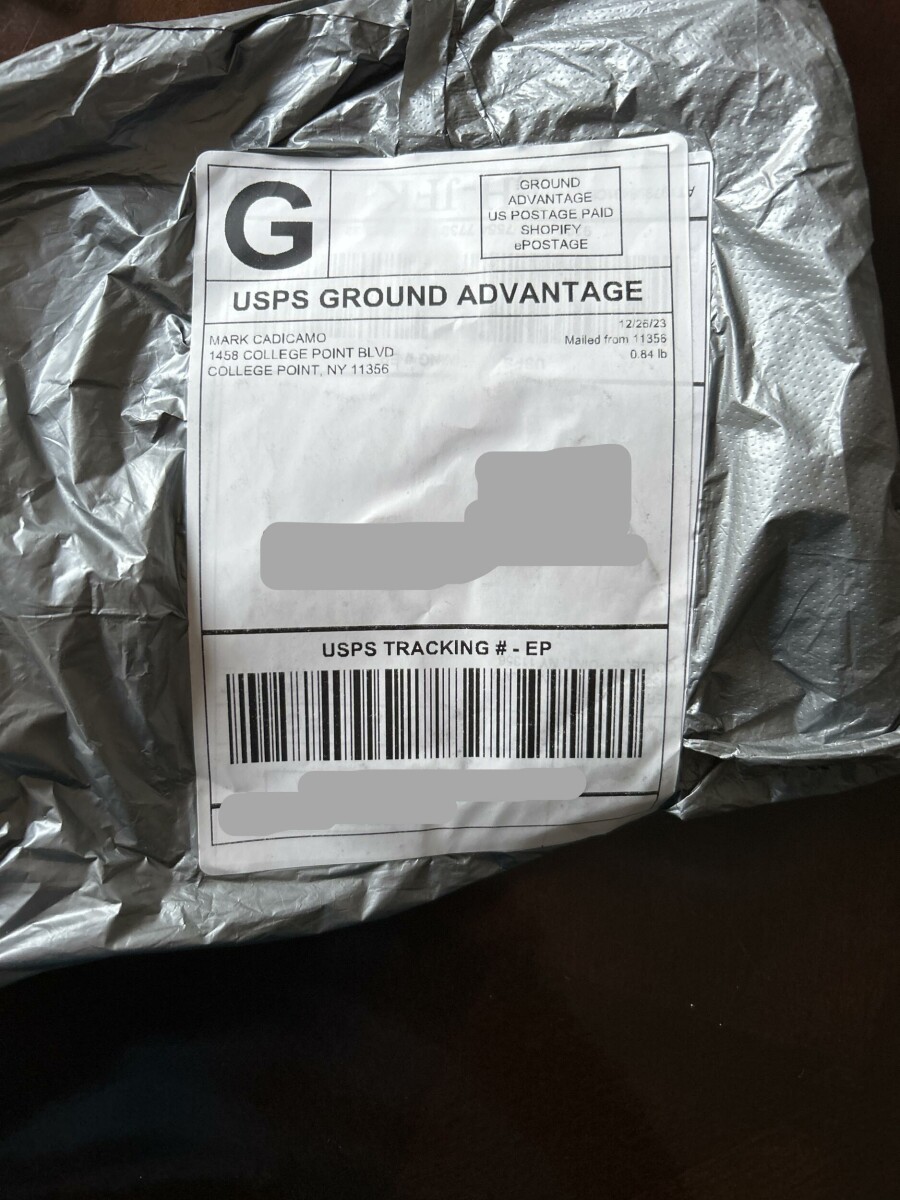 G
GROUND
ADVANTAGE
US POSTAGE PAID
SHOPIFY
ePOSTAGE
USPS GROUND ADVANTAGE
MARK CADICAMO
1458 COLLEGE POINT BLVD
COLLEGE POINT, NY 11356
12/26/23
Mailed from 11356
0.84 lb
USPS TRACKING # - EP